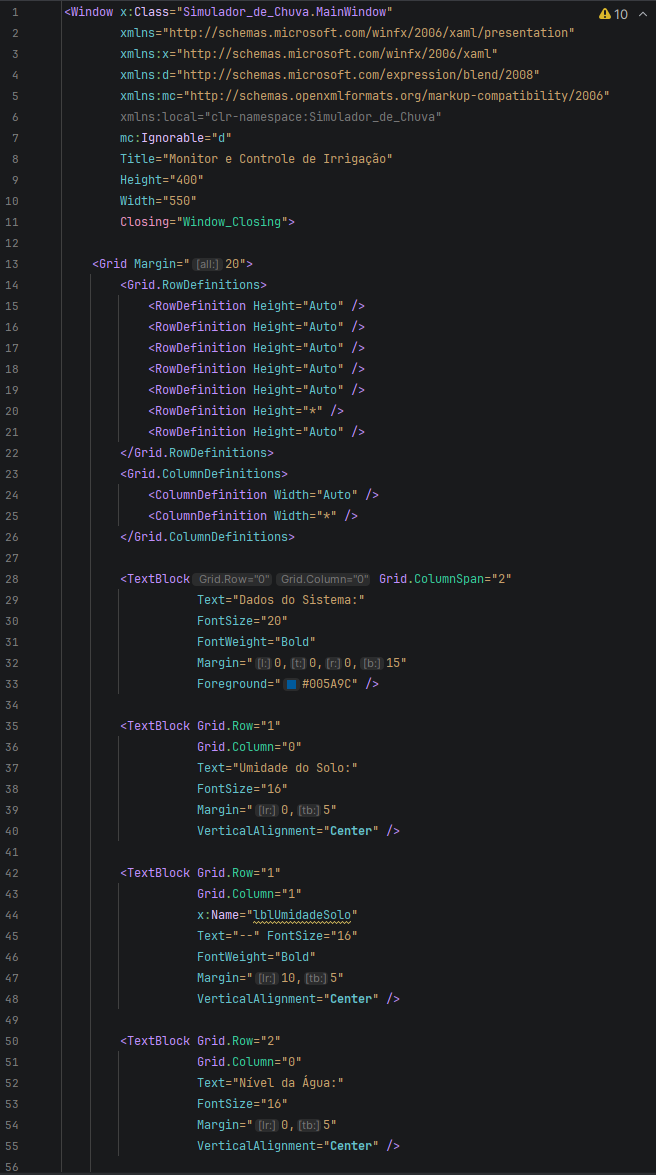 1 <Window x:Class="Simulador_de_Chuva.MainWindow" 10
2 xmlns="http://schemas.microsoft.com/winfx/2006/xaml/presentation"
3 xmlns:x="http://schemas.microsoft.com/winfx/2006/xaml"
4 xmlns:d="http://schemas.microsoft.com/expression/blend/2008"
5 xmlns:mc="http://schemas.openxmlformats.org/markup-compatibility/2006"
6 xmlns:local="clr-namespace:Simulador_de_Chuva"
7 mc:Ignorable="d"
8 Title="Monitor e Controle de Irrigação"
9 Height="400"
10 Width="550"
11 Closing="Window_Closing">
12
13 <Grid Margin="[all:]20">
14 <Grid.RowDefinitions>
15 <RowDefinition Height="Auto" />
16 <RowDefinition Height="Auto" />
17 <RowDefinition Height="Auto" />
18 <RowDefinition Height="Auto" />
19 <RowDefinition Height="Auto" />
20 <RowDefinition Height="*" />
21 <RowDefinition Height="Auto" />
22 </Grid.RowDefinitions>
23 <Grid.ColumnDefinitions>
24 <ColumnDefinition Width="Auto" />
25 <ColumnDefinition Width="*" />
26 </Grid.ColumnDefinitions>
27
28 <TextBlock Grid.Row="0" Grid.Column="0" Grid.ColumnSpan="2"
29 Text="Dados do Sistema:"
30 FontSize="20"
31 FontWeight="Bold"
32 Margin="[l:]0,[t:]0,[r:]0,[b:]15"
33 Foreground="#005A9C" />
34
35 <TextBlock Grid.Row="1"
36 Grid.Column="0"
37 Text="Umidade do Solo:"
38 FontSize="16"
39 Margin="[lr:]0,[tb:]5"
40 VerticalAlignment="Center" />
41
42 <TextBlock Grid.Row="1"
43 Grid.Column="1"
44 x:Name="lblUmidadeSolo"
45 Text="--" FontSize="16"
46 FontWeight="Bold"
47 Margin="[lr:]10,[tb:]5"
48 VerticalAlignment="Center" />
49
50 <TextBlock Grid.Row="2"
51 Grid.Column="0"
52 Text="Nível da Água:"
53 FontSize="16"
54 Margin="[lr:]0,[tb:]5"
55 VerticalAlignment="Center" />
56